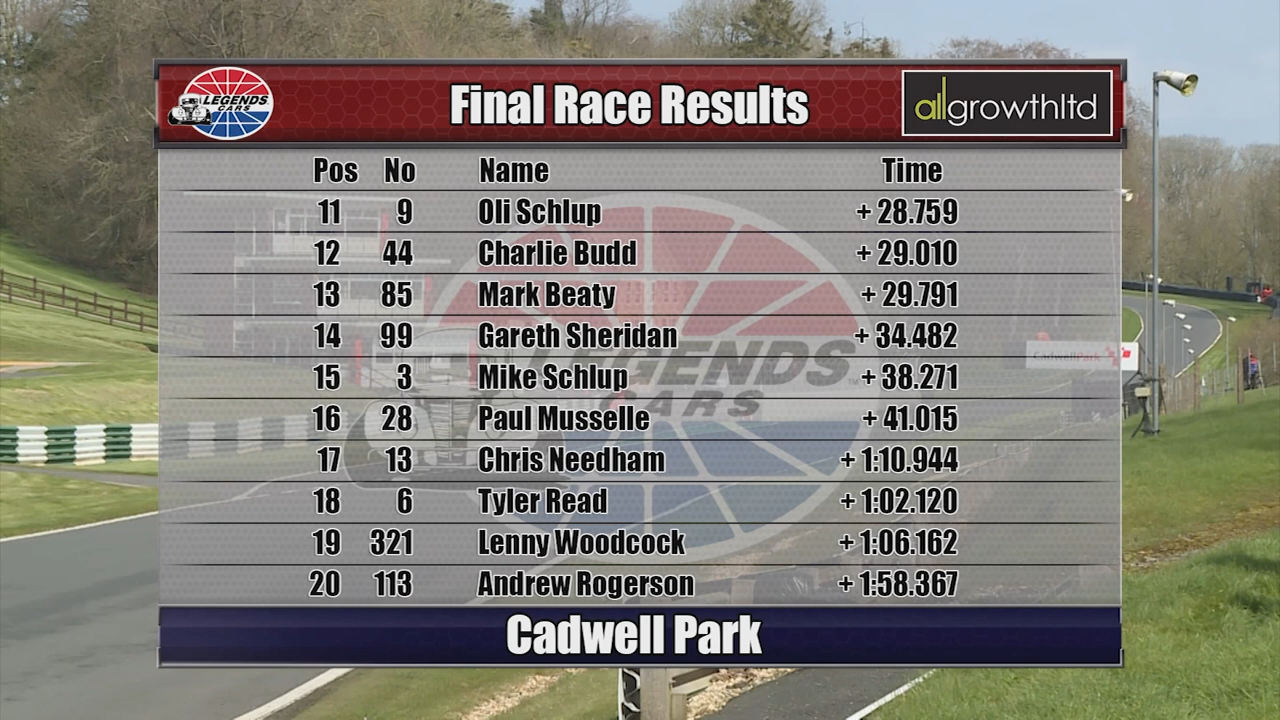 LEGENDS CARS
Final Race Results
allgrowthltd
Pos No Name Time
11 9 Oli Schlup + 28.759
12 44 Charlie Budd + 29.010
13 85 Mark Beaty + 29.791
14 99 Gareth Sheridan + 34.482
15 3 Mike Schlup + 38.271
16 28 Paul Musselle + 41.015
17 13 Chris Needham + 1:10.944
18 6 Tyler Read + 1:02.120
19 321 Lenny Woodcock + 1:06.162
20 113 Andrew Rogerson + 1:58.367
LEGENDS
CARS
CadwellPark
Cadwell Park